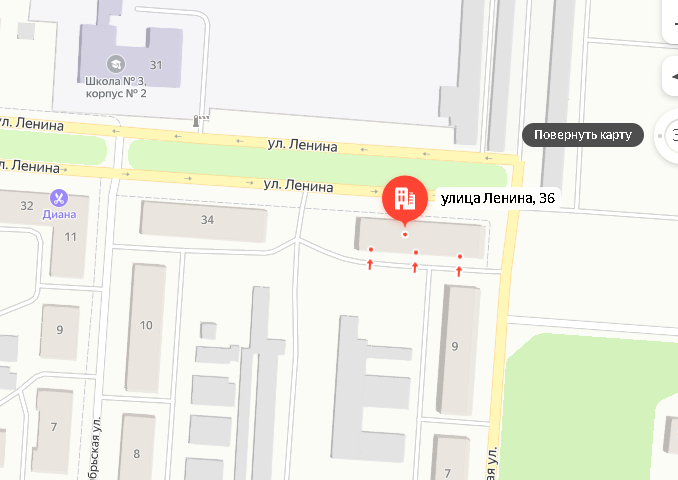 31
Школа № 3,
корпус № 2
ул. Ленина
ул. Ленина
Повернуть карту
ул. Ленина
ул. Ленина
улица Ленина, 36
32
Диана
34
11
10
9
9
7
8
7